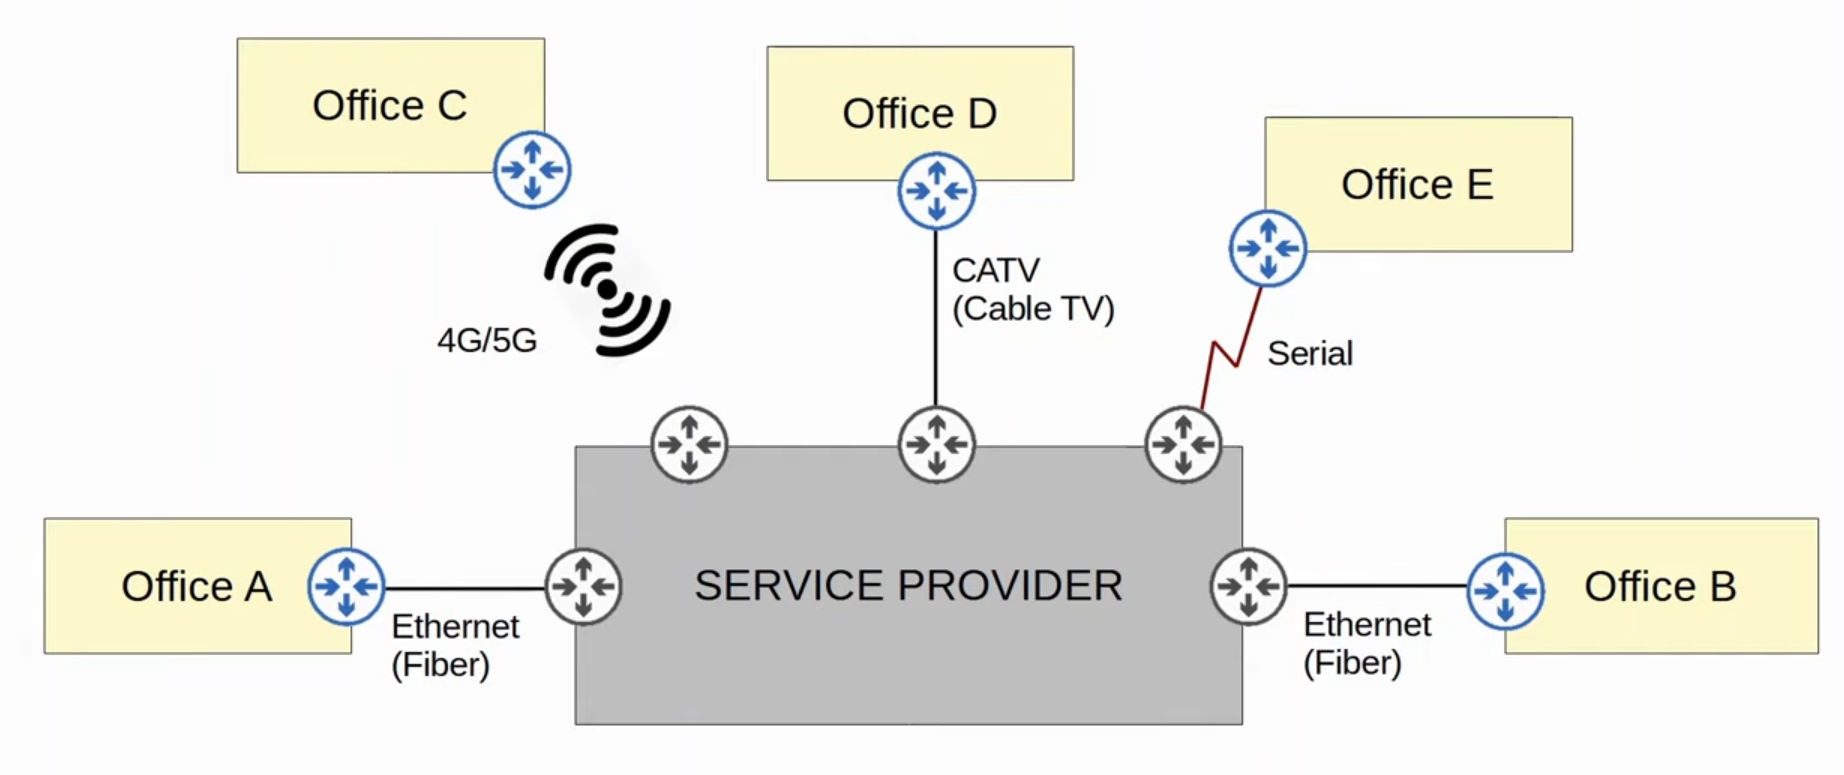 Office C
Office D
Office E
CATV
(Cable TV)
4G/5G
Serial
Office A
Ethernet
(Fiber)
SERVICE PROVIDER
Office B
Ethernet
(Fiber)